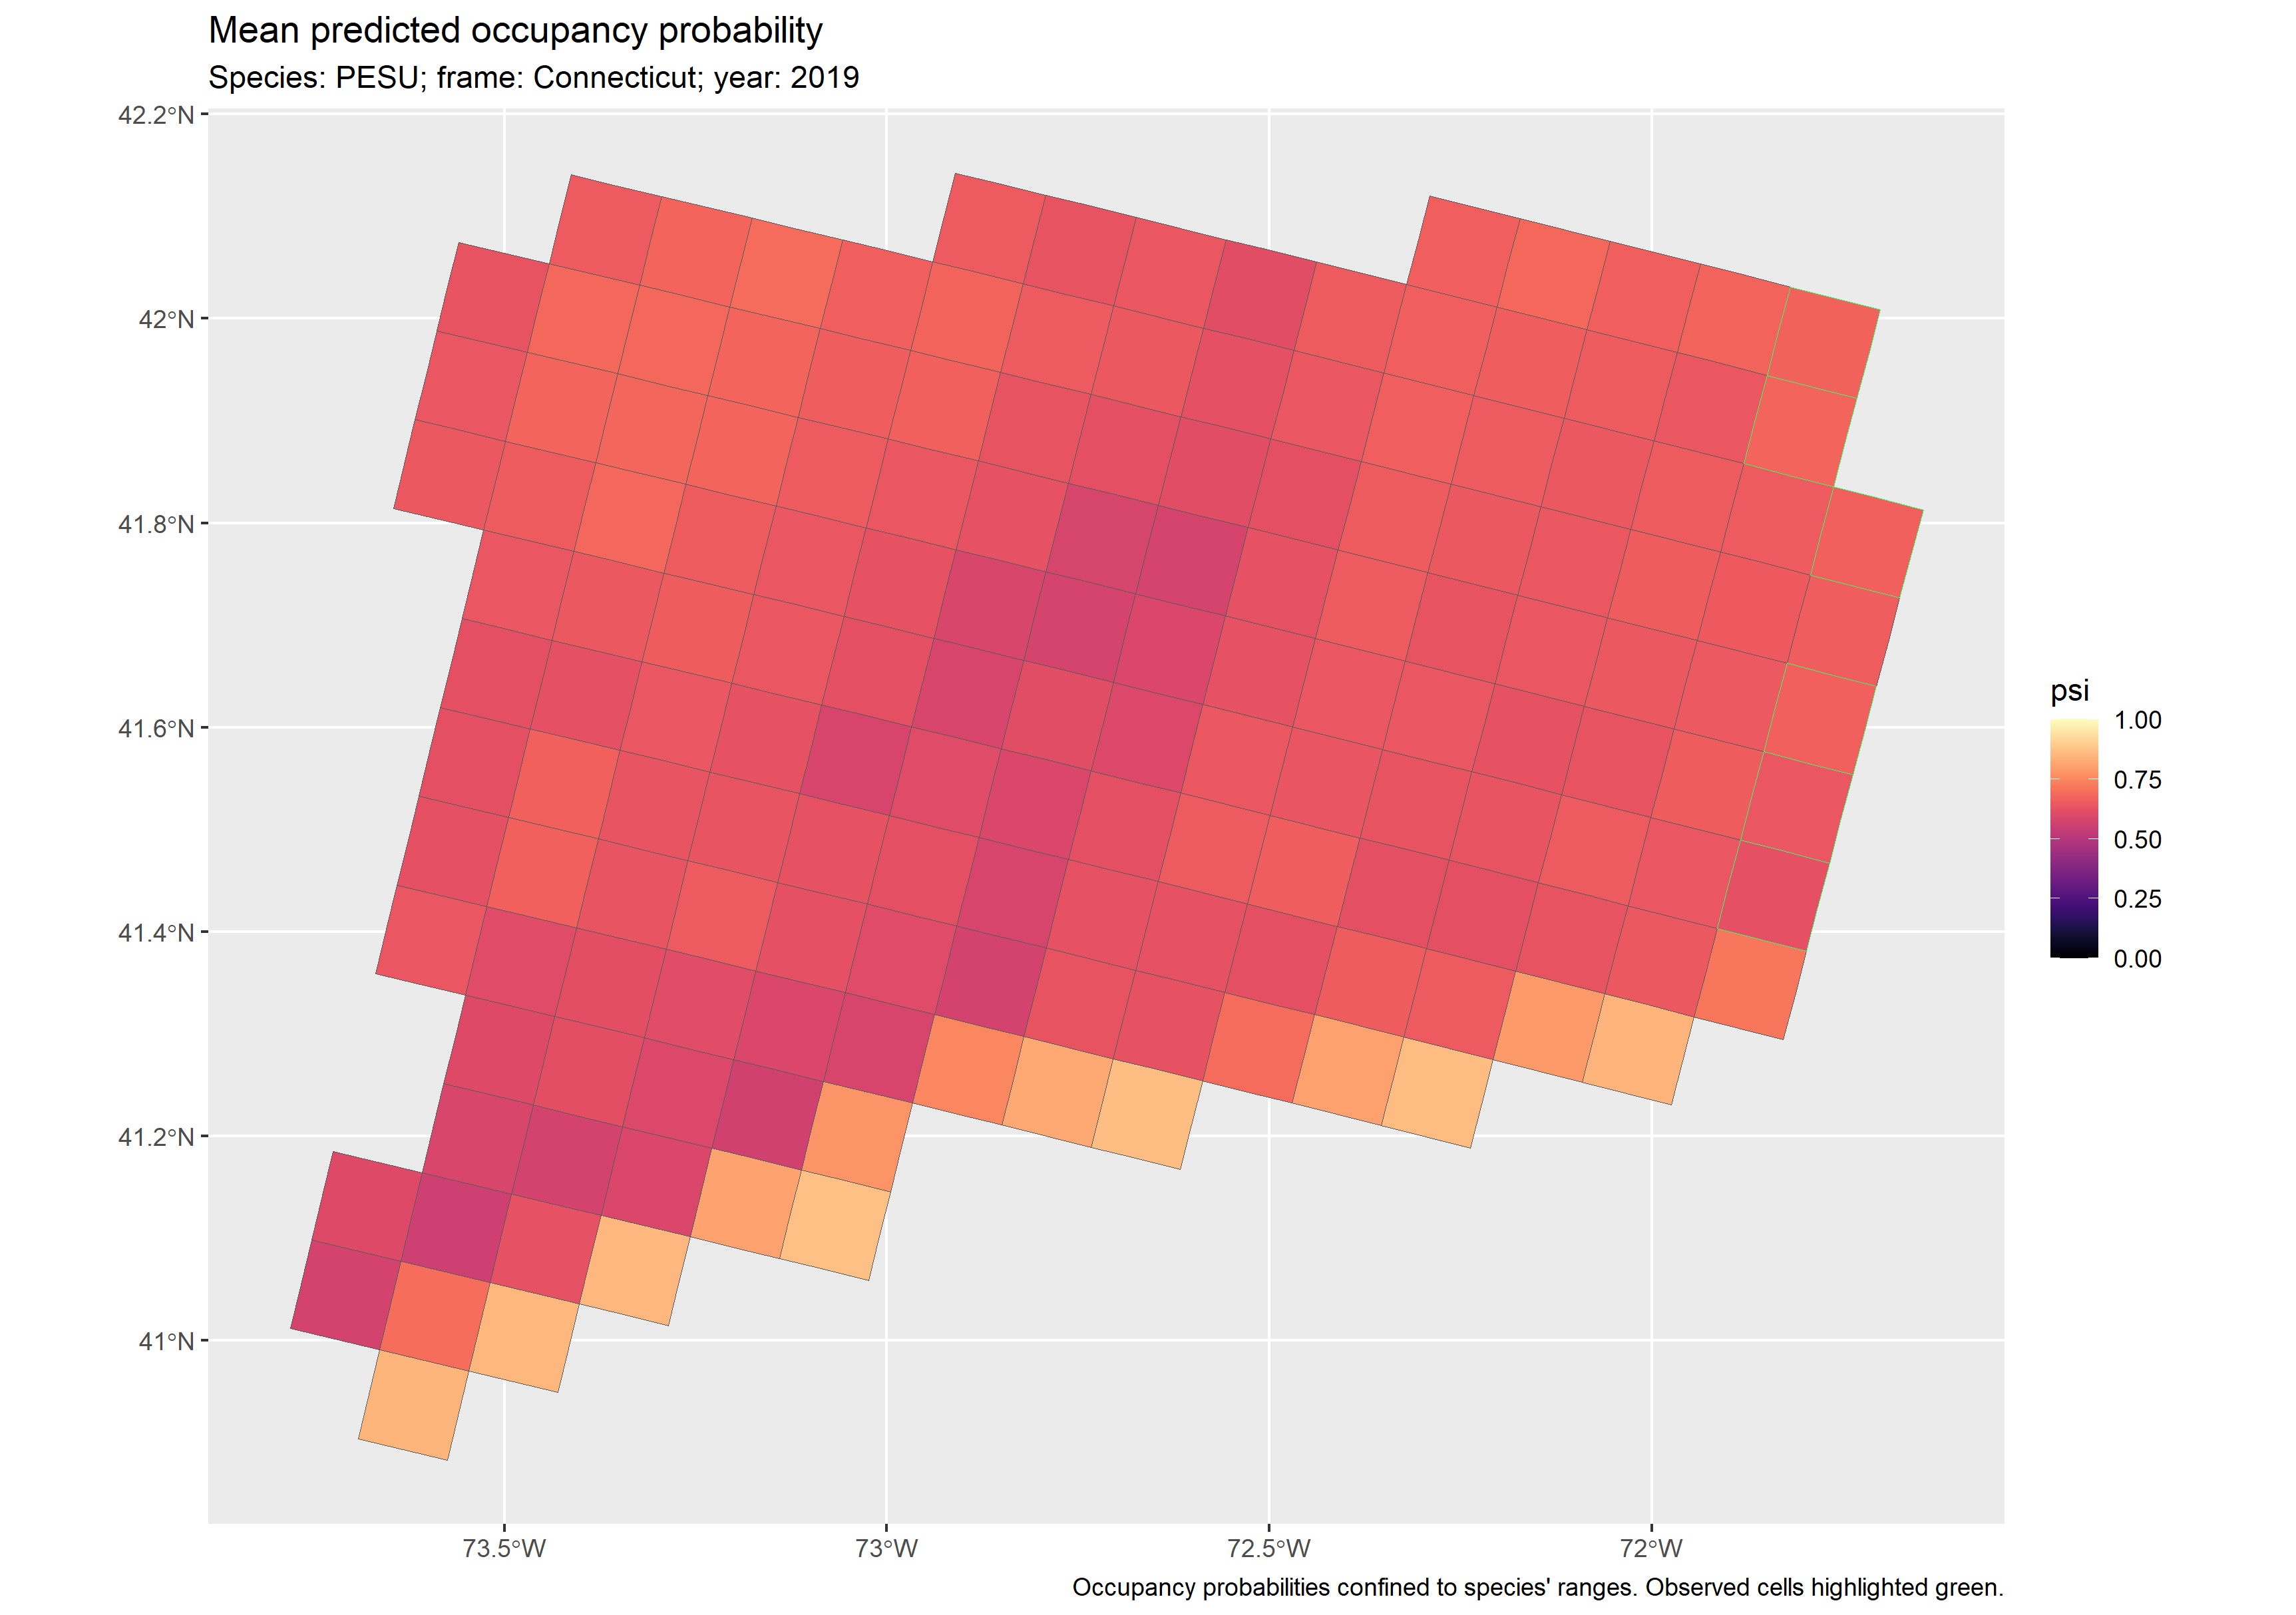 Mean predicted occupancy probability
Species: PESU; frame: Connecticut; year: 2019
42.2°N
42°N
41.8°N
41.6°N
41.4°N
41.2°N
41°N
73.5°W
73°W
72.5°W
72°W
psi
1.00
0.75
0.50
0.25
0.00
Occupancy probabilities confined to species' ranges. Observed cells highlighted green.